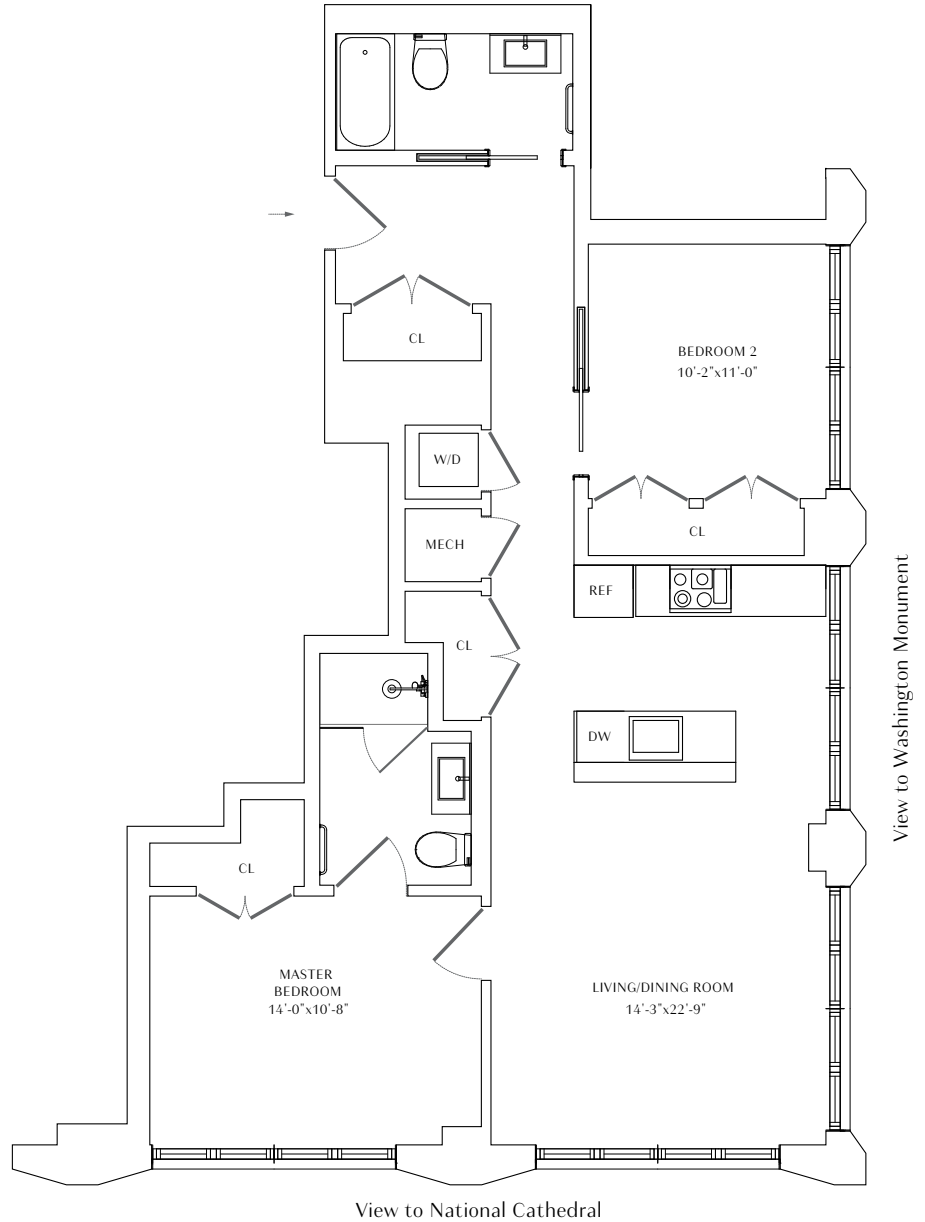 CL
BEDROOM 2
10'-2"x11'-0"
W/D
CL
MECH
REF
CL
DW
View to Washington Monument
CL
MASTER
BEDROOM
14'-0"x10'-8"
LIVING/DINING ROOM
14'-3"x22'-9"
View to National Cathedral